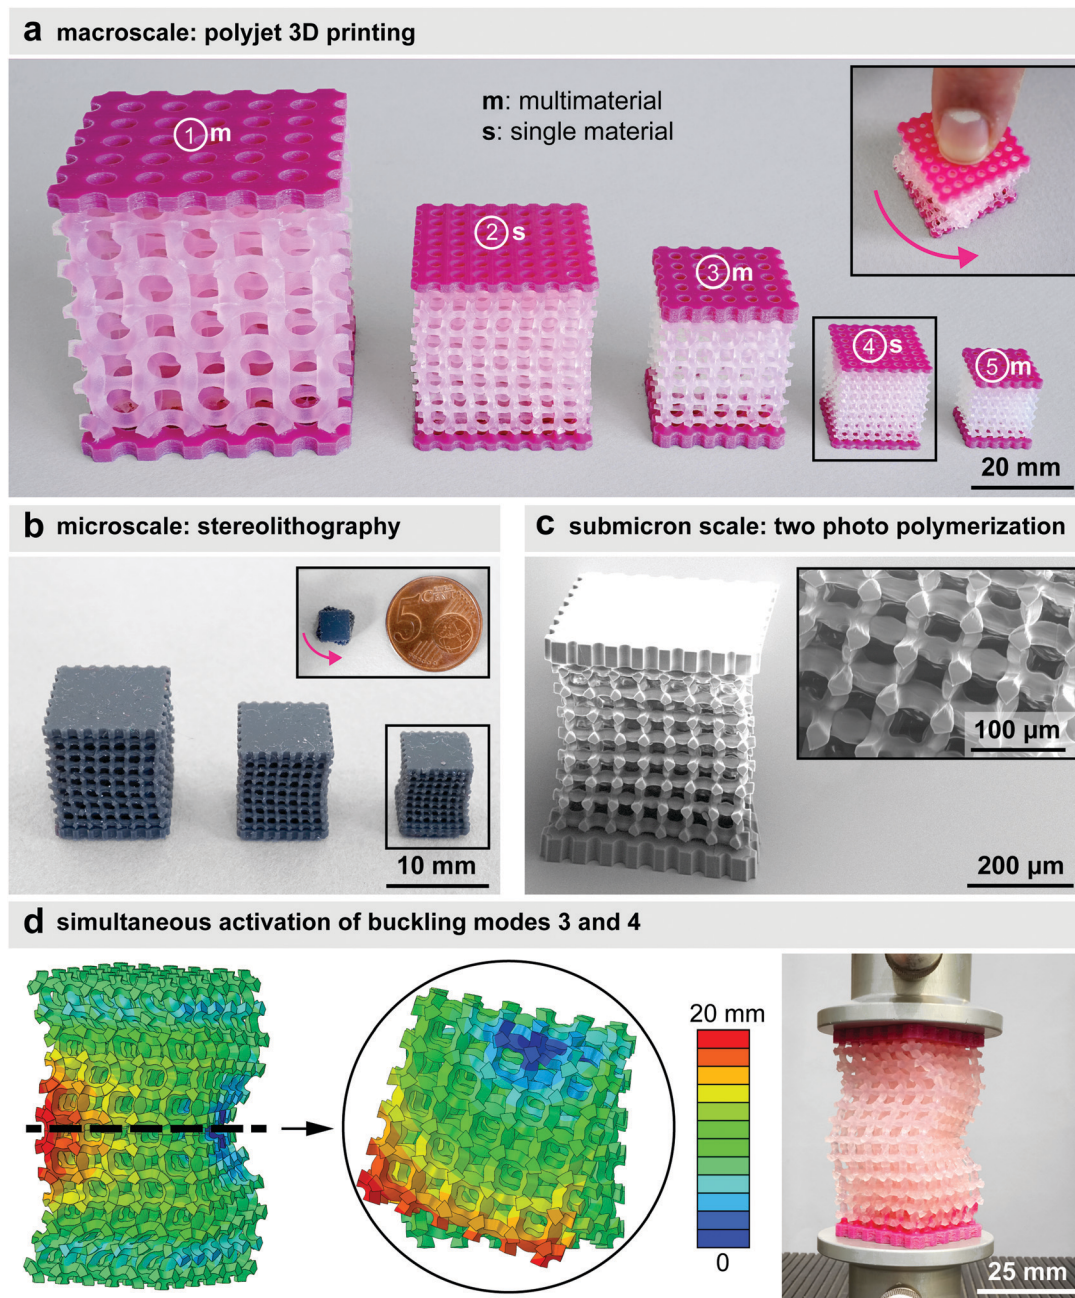 a macroscale: polyjet 3D printing
m: multimaterial
s: single material
1 m
2 s
3 m
4 s
5 m
20 mm
b microscale: stereolithography
5
10 mm
c submicron scale: two photo polymerization
100 µm
200 µm
d simultaneous activation of buckling modes 3 and 4
20 mm
0
25 mm